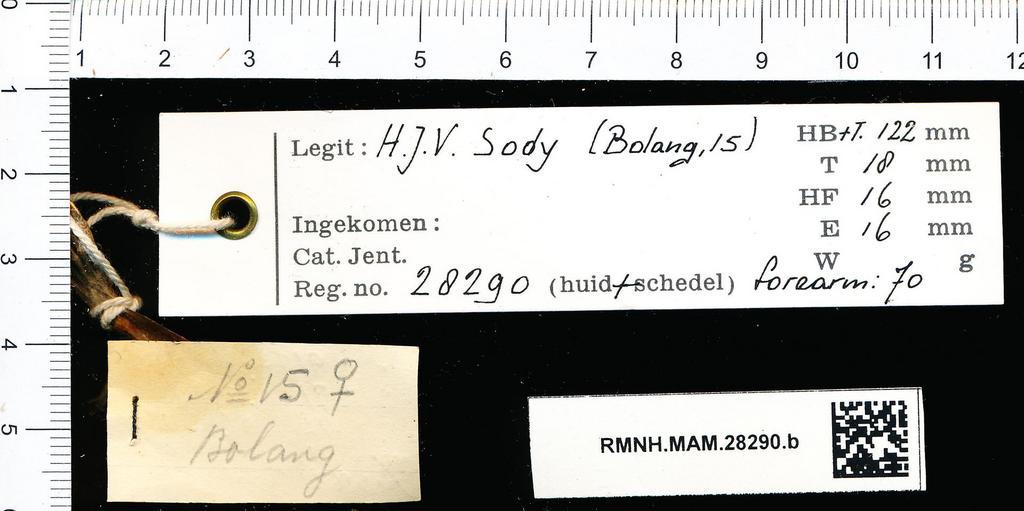 0
1 2 3 4 5 6 7 8 9 10 11 12
1
2
3
4
5
Legit: H.J.V. Sody (Bolang, 15)
HB+T. 122 mm
T 18 mm
HF 16 mm
Ingekomen:
E 16 mm
Cat. Jent.
W g
Reg. no. 28290 (huid+schedel) forearm: 70
No 15 ♀
Bolang
RMNH.MAM.28290.b